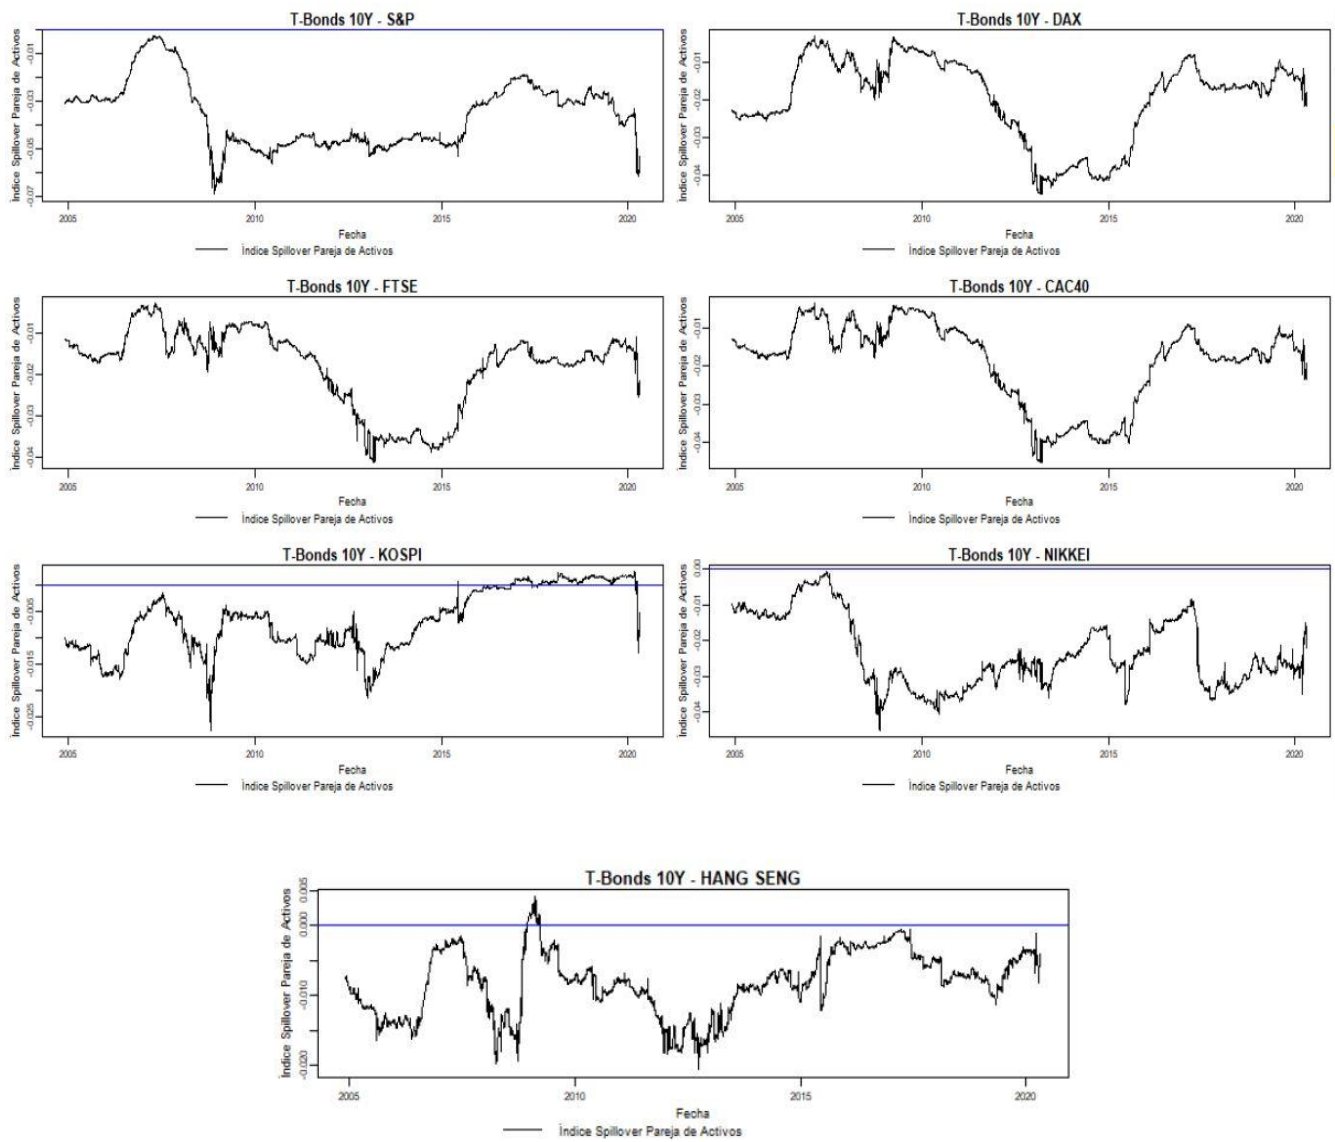 T-Bonds 10Y - S&P
Índice Spillover Pareja de Activos
-0.01
-0.03
-0.05
-0.07
2005 2010 2015 2020
Fecha
Índice Spillover Pareja de Activos
T-Bonds 10Y - DAX
Índice Spillover Pareja de Activos
-0.01
-0.02
-0.03
-0.04
2005 2010 2015 2020
Fecha
Índice Spillover Pareja de Activos
T-Bonds 10Y - FTSE
Índice Spillover Pareja de Activos
-0.01
-0.02
-0.03
-0.04
2005 2010 2015 2020
Fecha
Índice Spillover Pareja de Activos
T-Bonds 10Y - CAC40
Índice Spillover Pareja de Activos
-0.01
-0.02
-0.03
-0.04
2005 2010 2015 2020
Fecha
Índice Spillover Pareja de Activos
T-Bonds 10Y - KOSPI
Índice Spillover Pareja de Activos
-0.005
-0.015
-0.025
2005 2010 2015 2020
Fecha
Índice Spillover Pareja de Activos
T-Bonds 10Y - NIKKEI
Índice Spillover Pareja de Activos
0.00
-0.01
-0.02
-0.03
-0.04
2005 2010 2015 2020
Fecha
Índice Spillover Pareja de Activos
T-Bonds 10Y - HANG SENG
Índice Spillover Pareja de Activos
0.005
0.000
-0.010
-0.020
2005 2010 2015 2020
Fecha
Índice Spillover Pareja de Activos